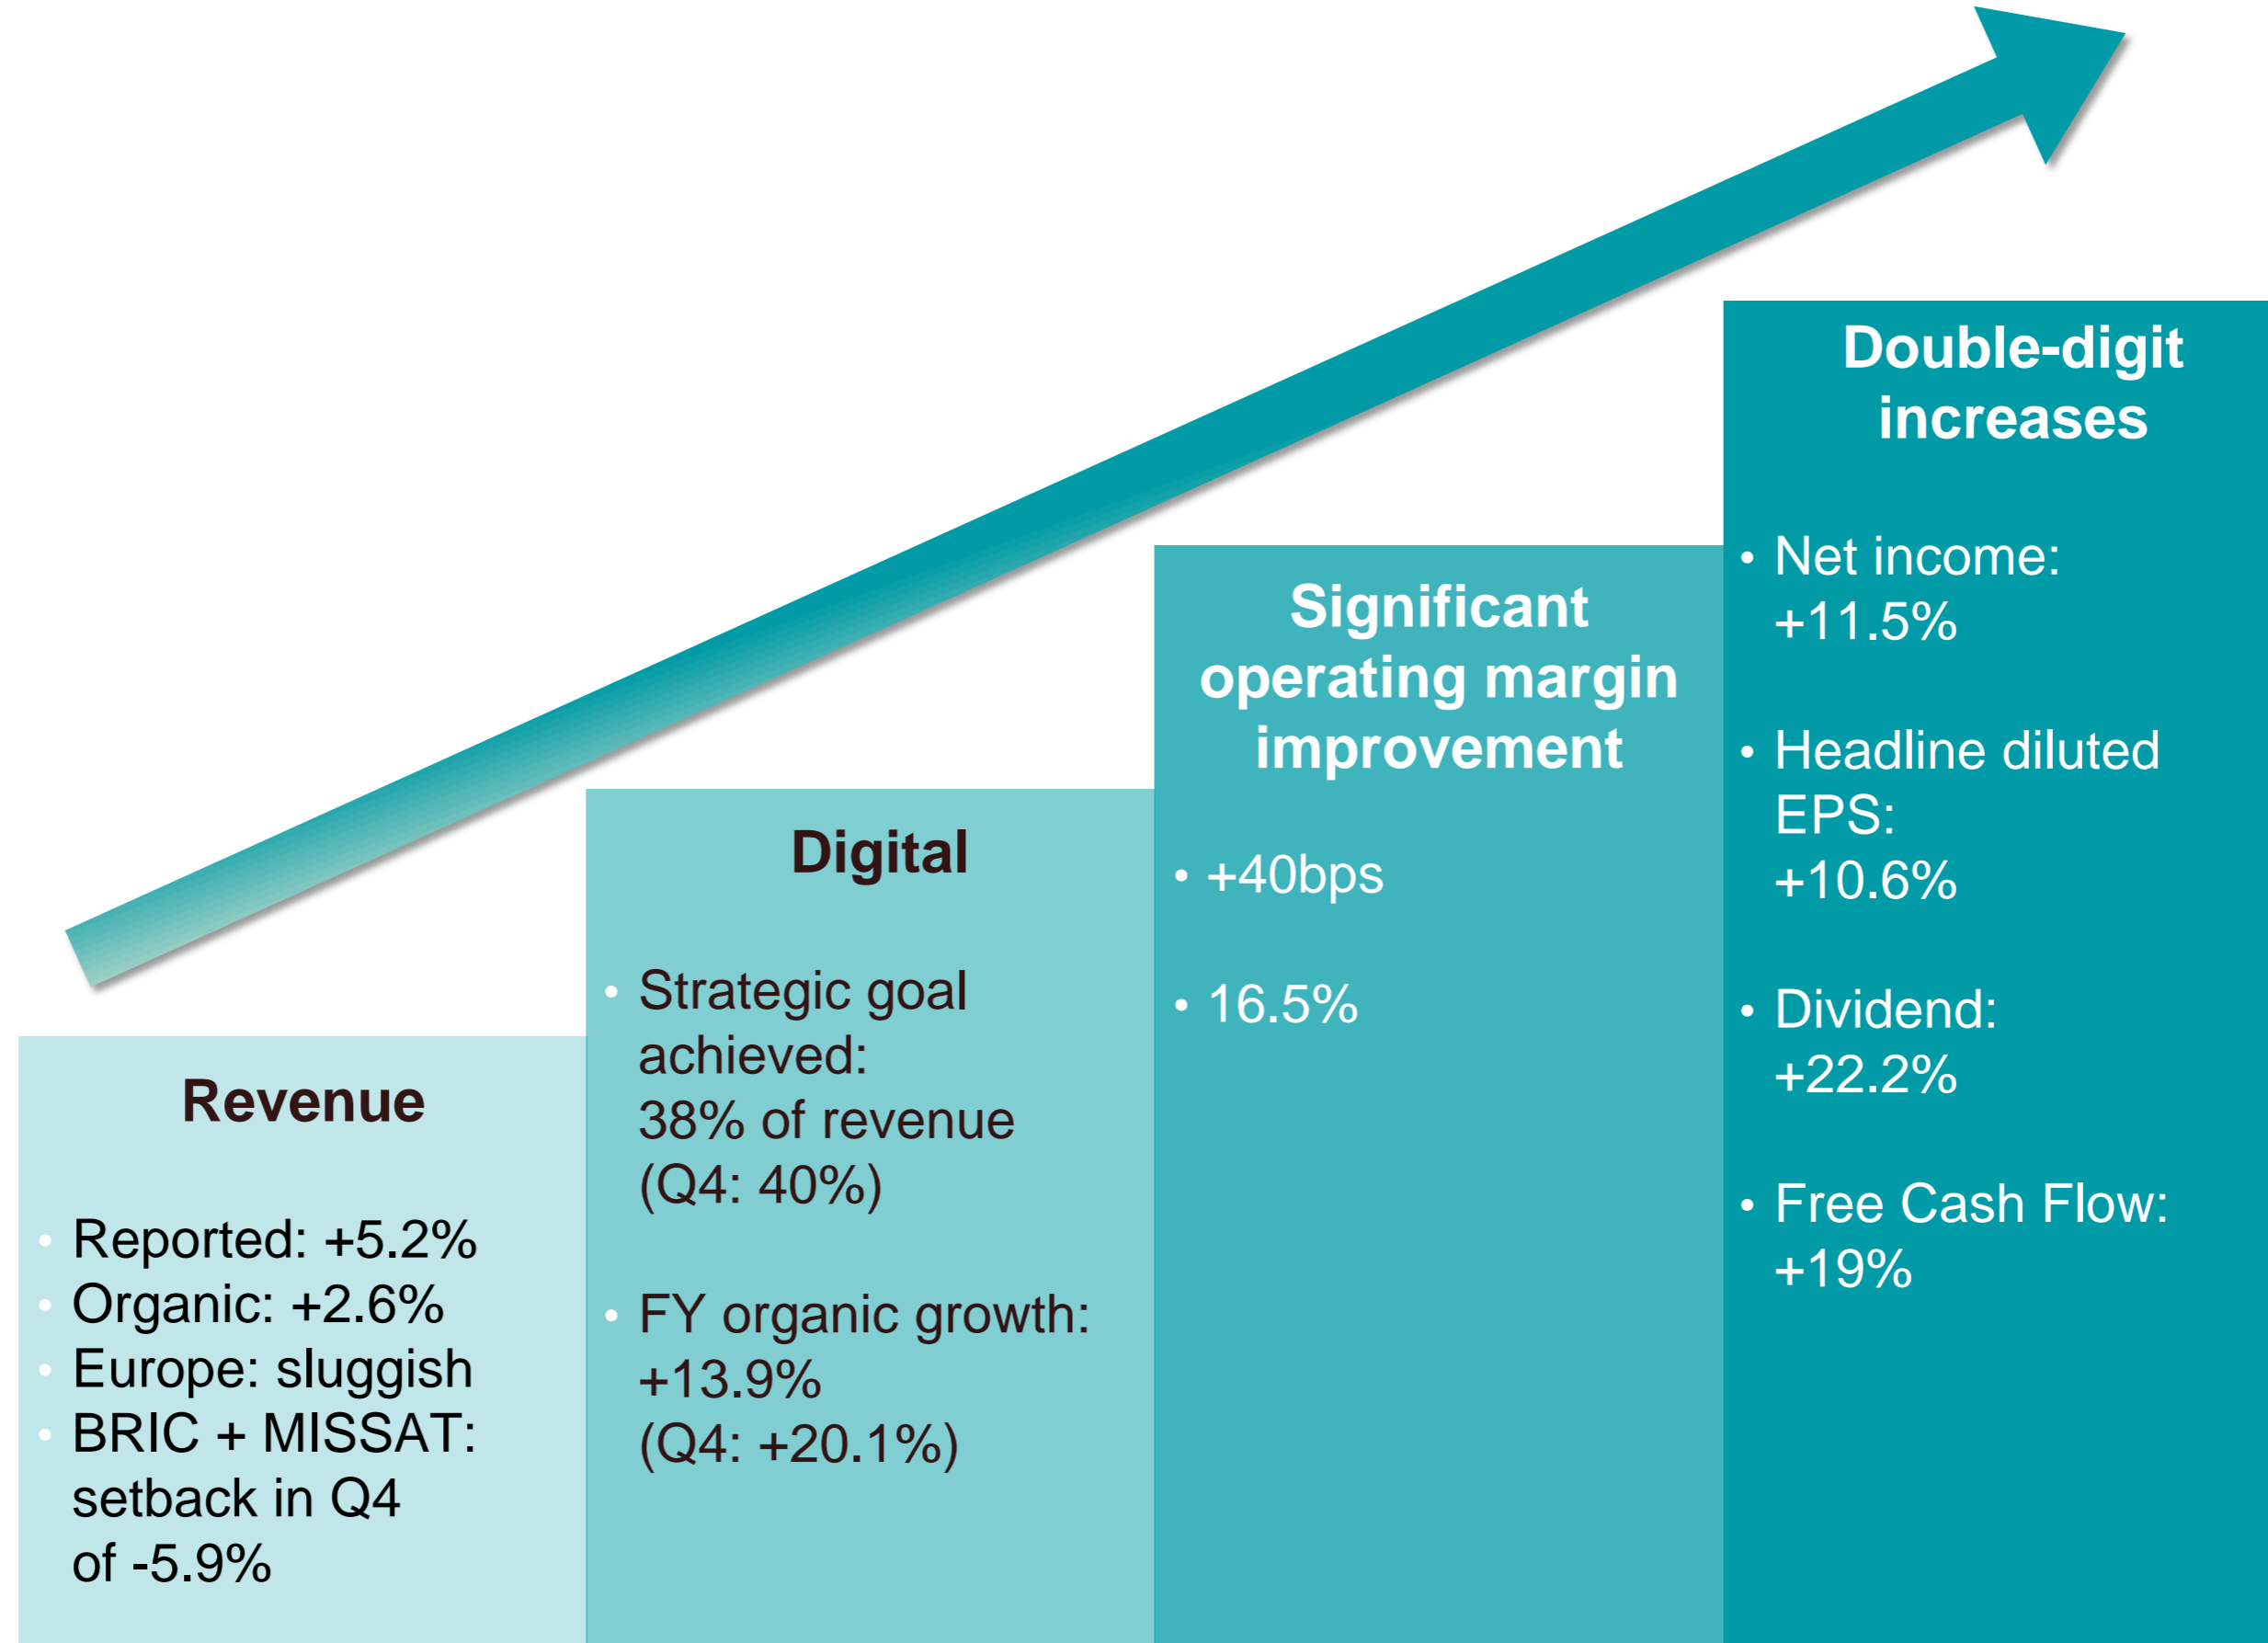 Revenue
• Reported: +5.2%
• Organic: +2.6%
• Europe: sluggish
• BRIC + MISSAT:
setback in Q4
of -5.9%
Digital
• Strategic goal
achieved:
38% of revenue
(Q4: 40%)
• FY organic growth:
+13.9%
(Q4: +20.1%)
Significant
operating margin
improvement
• +40bps
• 16.5%
Double-digit
increases
• Net income:
+11.5%
• Headline diluted
EPS:
+10.6%
• Dividend:
+22.2%
• Free Cash Flow:
+19%